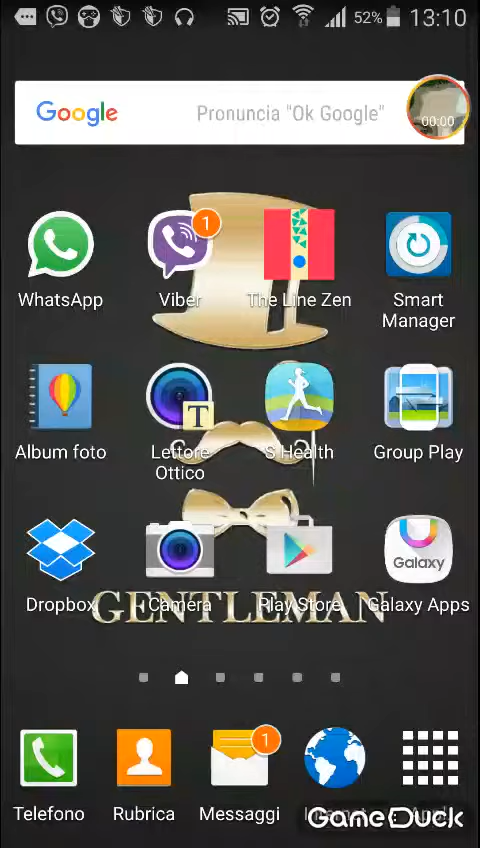 52% 13:10
Google Pronuncia "Ok Google"
00:00
1
WhatsApp Viber The Line Zen Smart Manager
Album foto Lettore Ottico S Health Group Play
T
Dropbox Camera Play Store Galaxy Apps
Galaxy
GENTLEMAN
1
Telefono Rubrica Messaggi
GameDuck